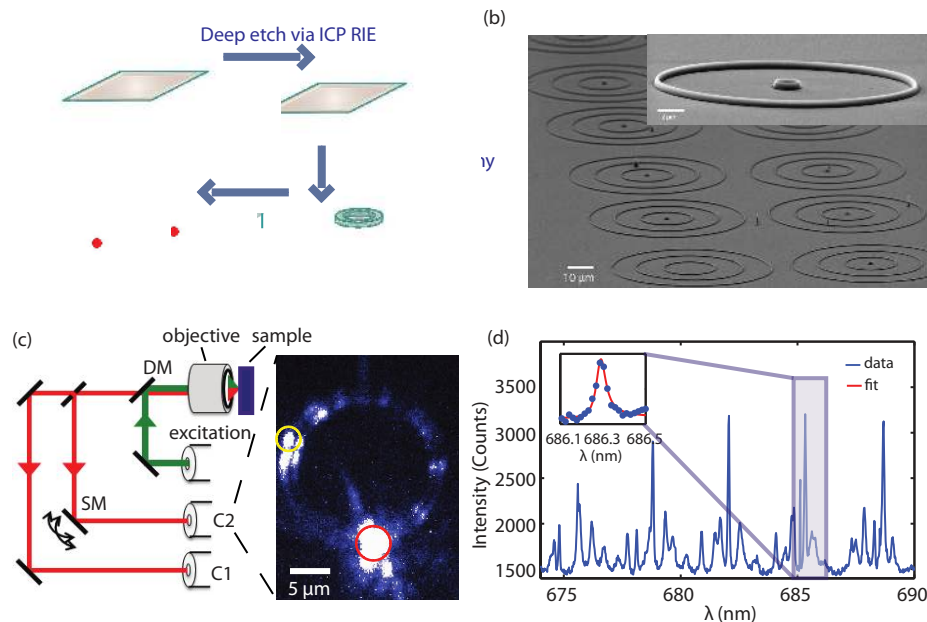 Deep etch via ICP RIE
1
(b)
ny
10 µm
(c)
objective
sample
DM
excitation
SM
C2
C1
5 µm
(d)
data
fit
3500
3000
2500
2000
1500
Intensity (Counts)
686.1
686.3
686.5
λ (nm)
675
680
685
690
λ (nm)